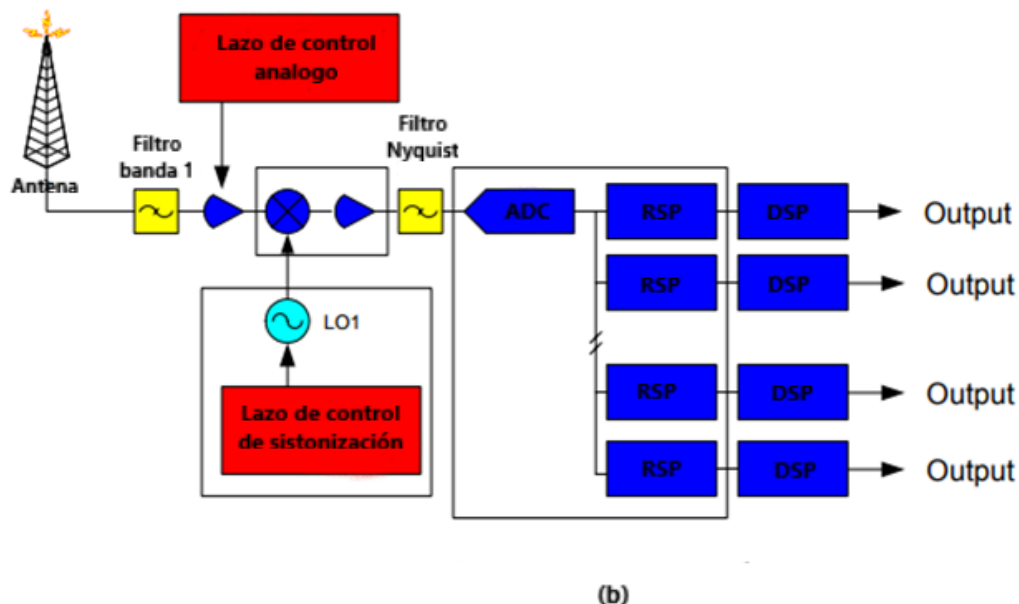 Lazo de control
analogo
Filtro
banda 1
Filtro
Nyquist
Antena
ADC
RSP
DSP
Output
RSP
DSP
Output
LO1
RSP
DSP
Output
Lazo de control
de sistonización
RSP
DSP
Output
(b)